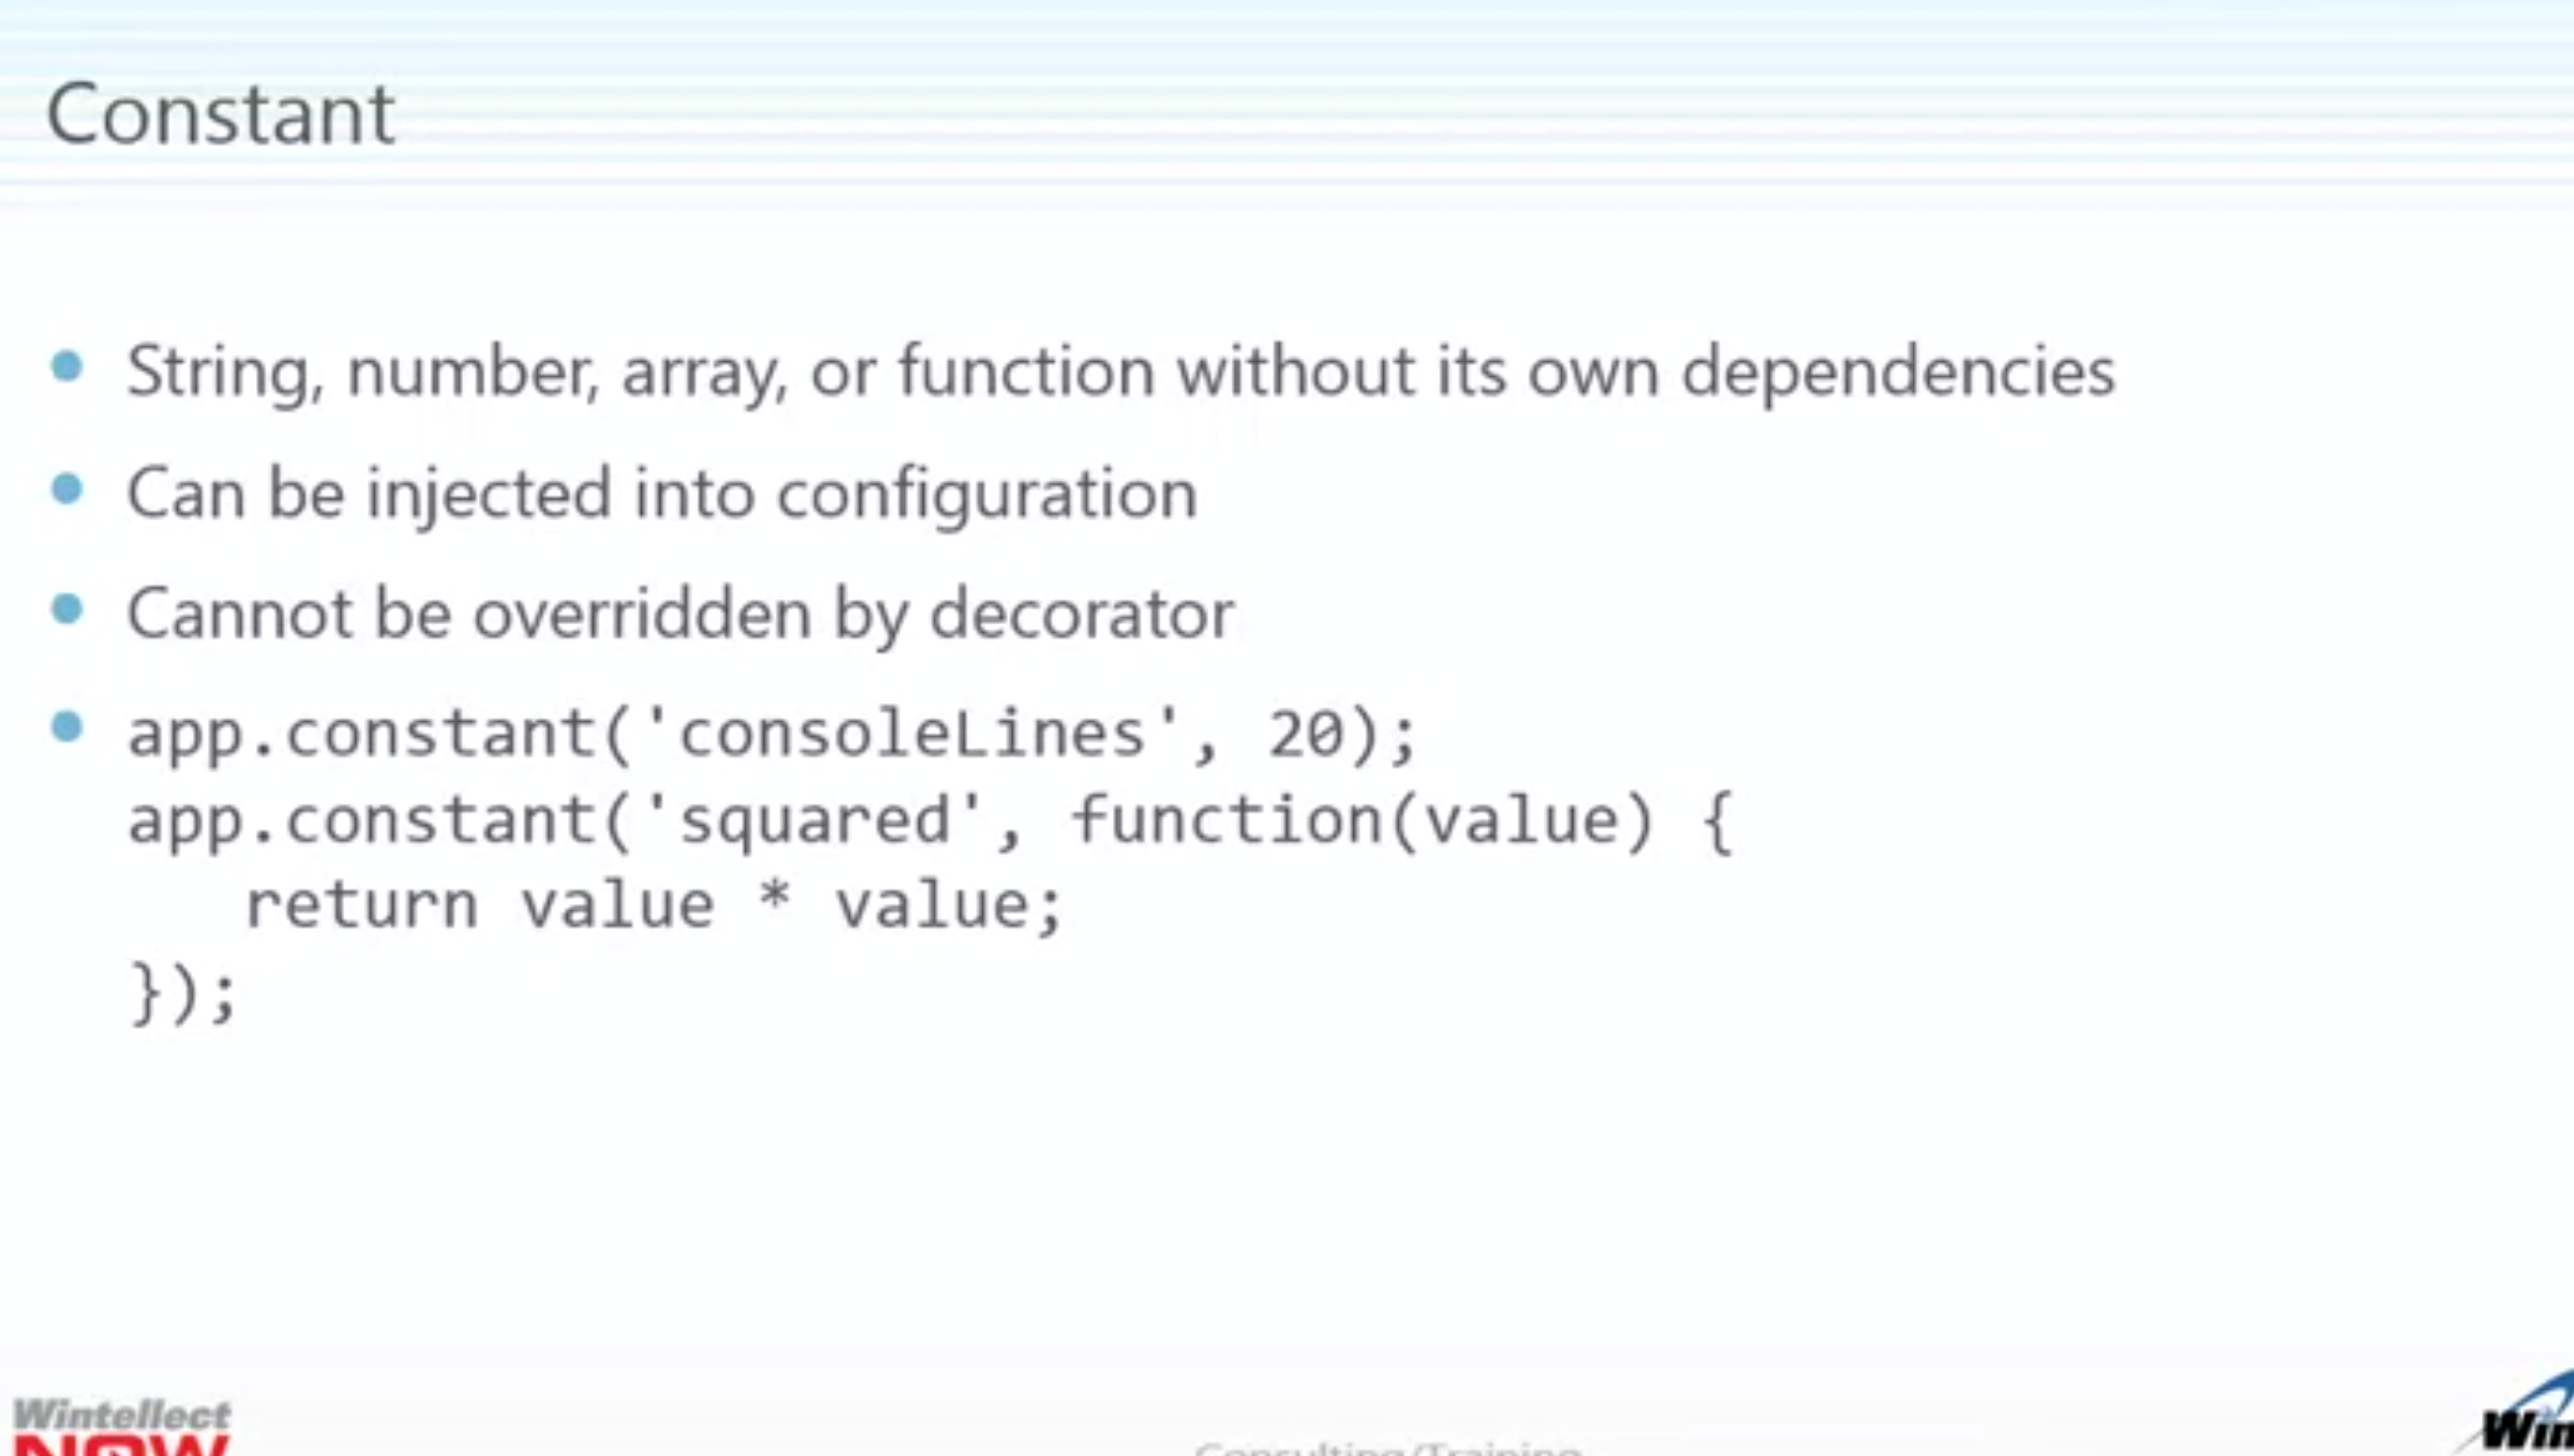 Constant
String, number, array, or function without its own dependencies
Can be injected into configuration
Cannot be overridden by decorator
app.constant('consoleLines', 20);
app.constant('squared', function(value) {
return value * value;
});
Wintellect
NOW
Consulting/Training